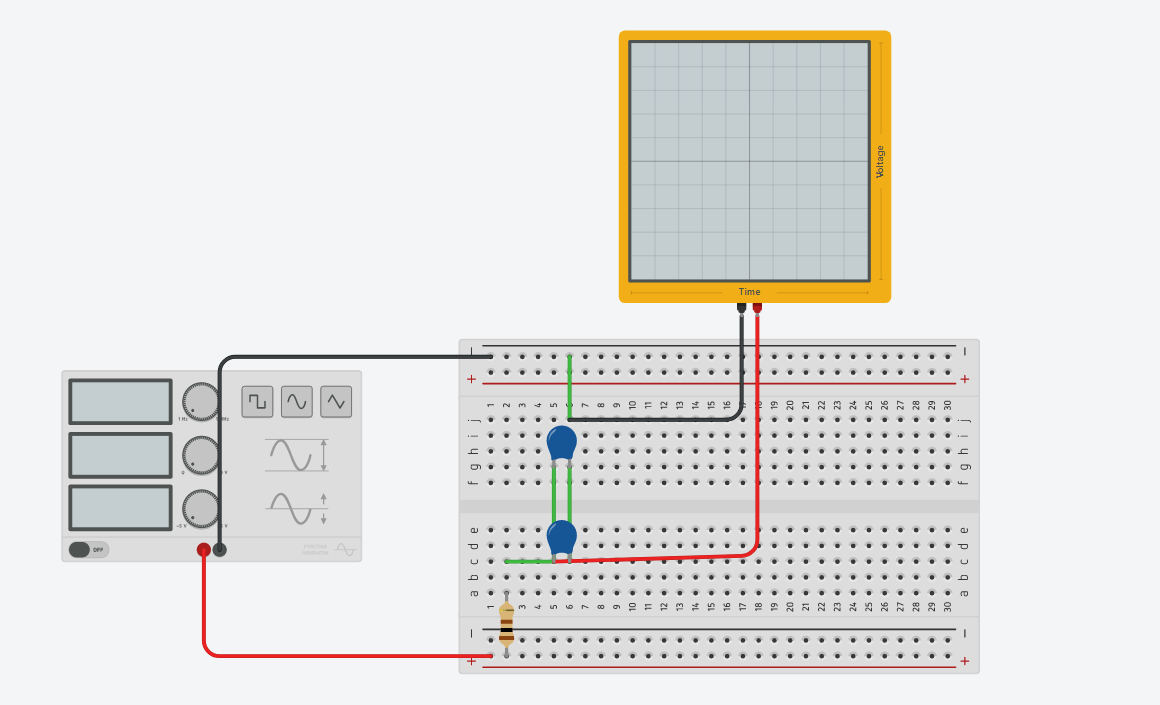 Voltage
Time
1 Hz
0
-5 V
OFF
FUNCTION
GENERATOR
− −
+ +
1 2 3 4 5 6 7 8 9 10 11 12 13 14 15 16 17 18 19 20 21 22 23 24 25 26 27 28 29 30
j j
i i
h h
g g
f f
e e
d d
c c
b b
a a
1 2 3 4 5 6 7 8 9 10 11 12 13 14 15 16 17 18 19 20 21 22 23 24 25 26 27 28 29 30
− −
+ +